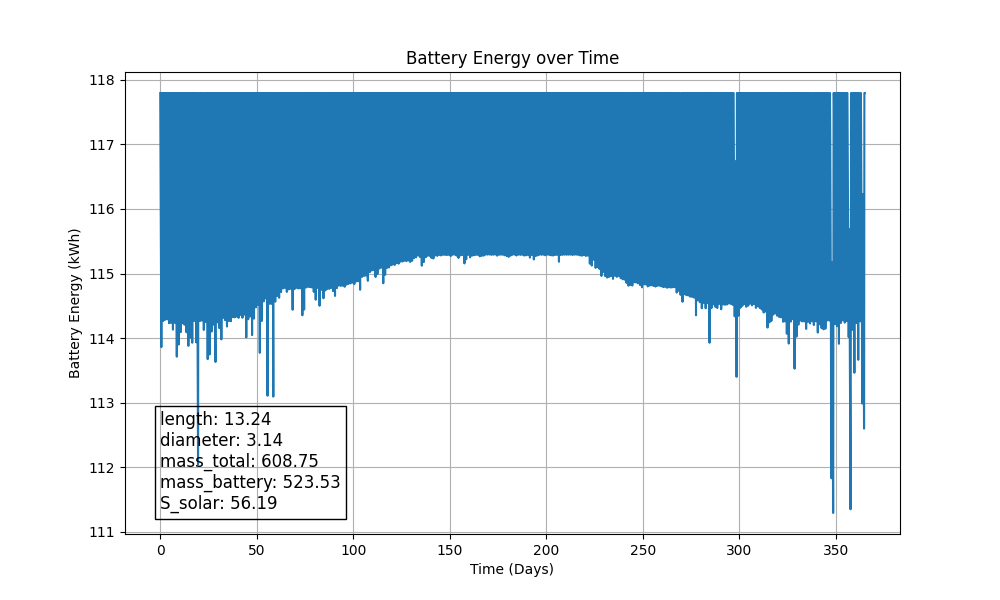 Battery Energy over Time
118
117
116
115
114
113
112
111
Battery Energy (kWh)
length: 13.24
diameter: 3.14
mass_total: 608.75
mass_battery: 523.53
S_solar: 56.19
0 50 100 150 200 250 300 350
Time (Days)